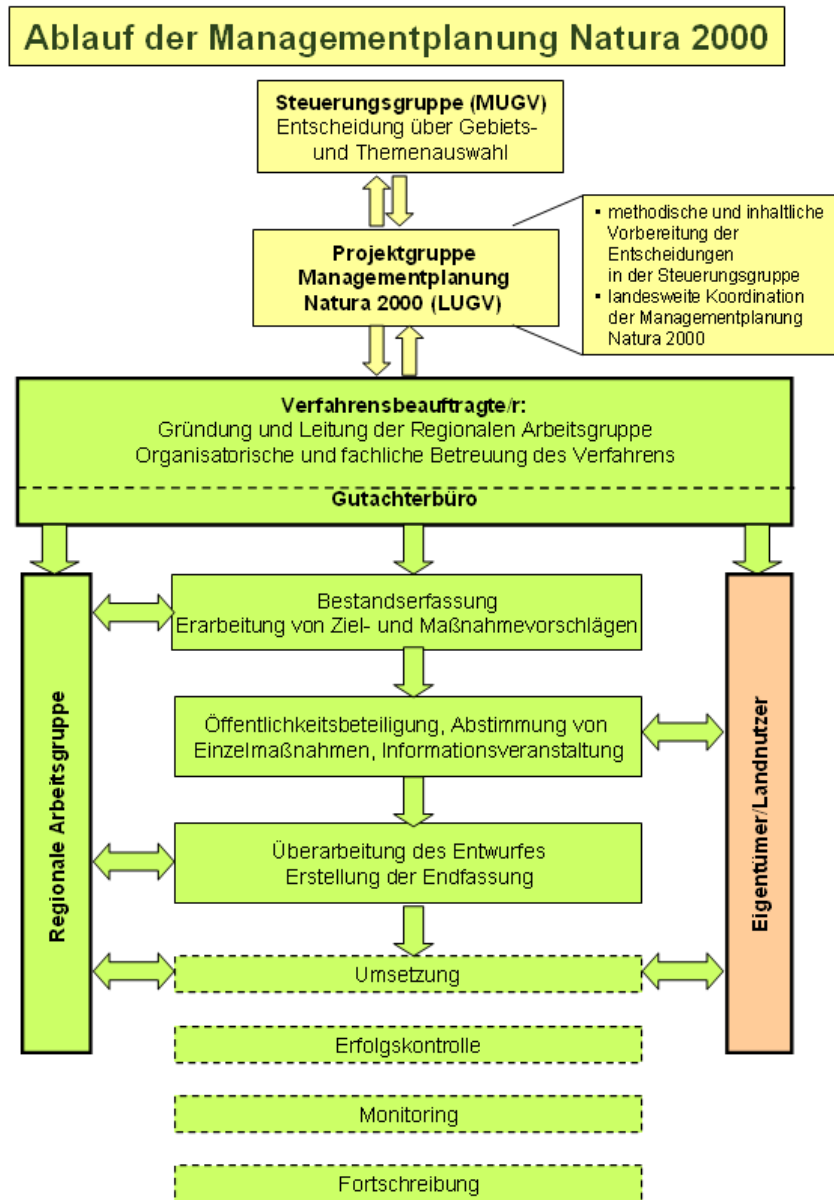 Ablauf der Managementplanung Natura 2000
Steuerungsgruppe (MUGV)
Entscheidung über Gebiets-
und Themenauswahl
Projektgruppe
Managementplanung
Natura 2000 (LUGV)
▪ methodische und inhaltliche
Vorbereitung der
Entscheidungen
in der Steuerungsgruppe
▪ landesweite Koordination
der Managementplanung
Natura 2000
Verfahrensbeauftragte/r:
Gründung und Leitung der Regionalen Arbeitsgruppe
Organisatorische und fachliche Betreuung des Verfahrens
Gutachterbüro
Regionale Arbeitsgruppe
Bestandserfassung
Erarbeitung von Ziel- und Maßnahmevorschlägen
Öffentlichkeitsbeteiligung, Abstimmung von
Einzelmaßnahmen, Informationsveranstaltung
Überarbeitung des Entwurfes
Erstellung der Endfassung
Umsetzung
Erfolgskontrolle
Monitoring
Fortschreibung
Eigentümer/Landnutzer